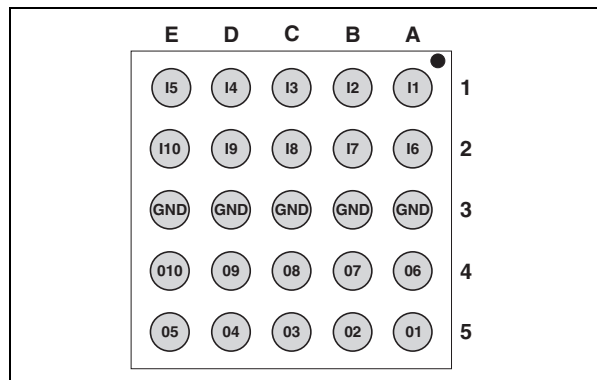 E D C B A
I5 I4 I3 I2 I1 1
I10 I9 I8 I7 I6 2
GND GND GND GND GND 3
010 09 08 07 06 4
05 04 03 02 01 5